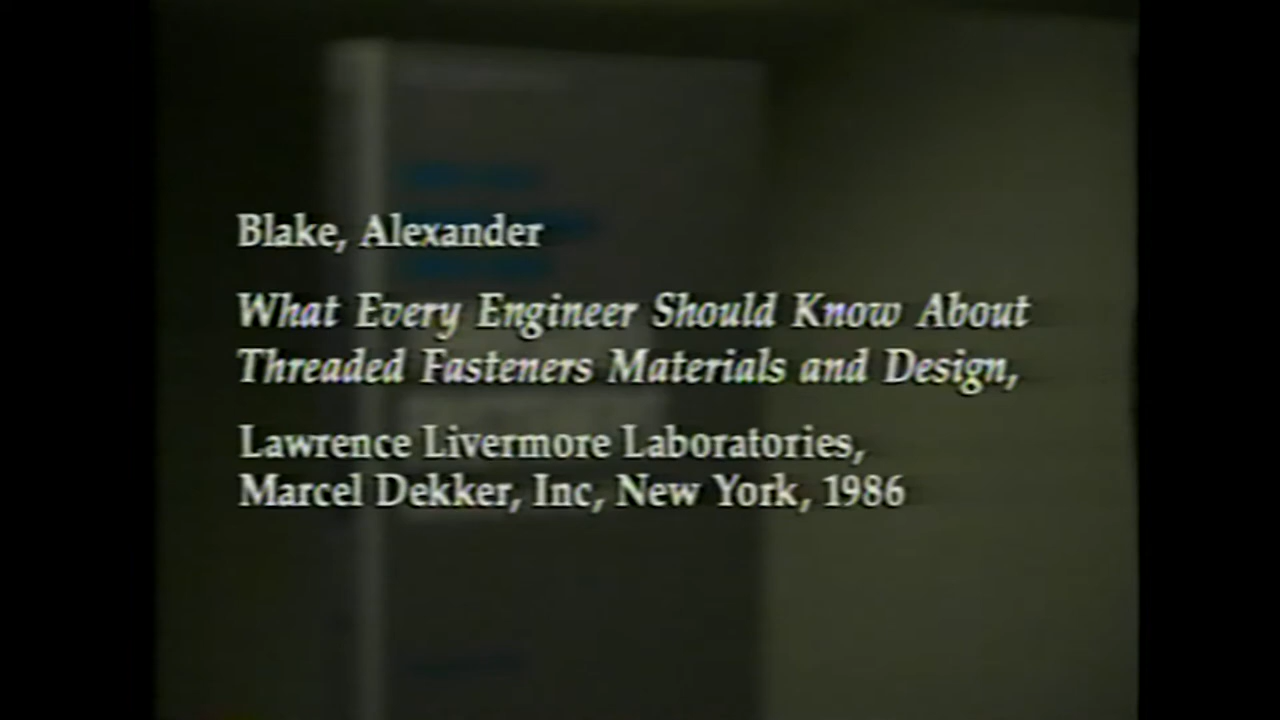 Blake, Alexander
What Every Engineer Should Know About
Threaded Fasteners Materials and Design,
Lawrence Livermore Laboratories,
Marcel Dekker, Inc, New York, 1986